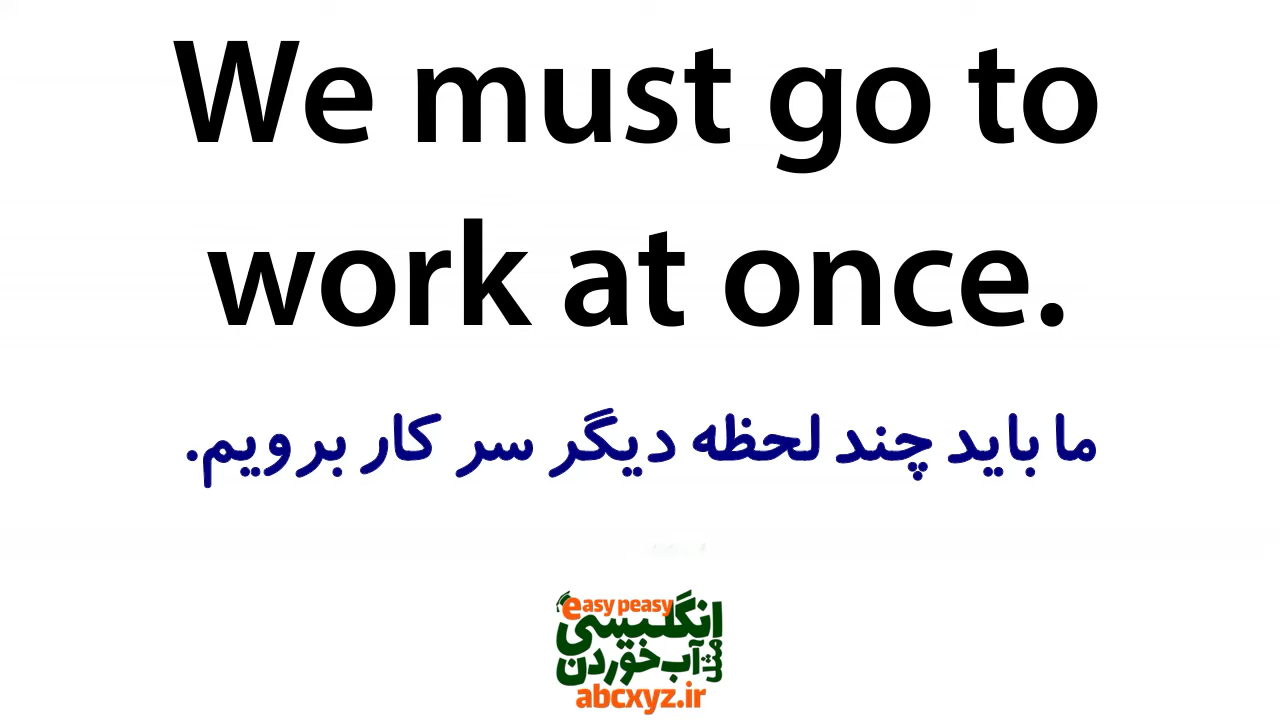 We must go to
work at once.
ما باید چند لحظه دیگر سر کار برویم.
easy peasy
انگلیسی
مثل آب خوردن
abcxyz.ir